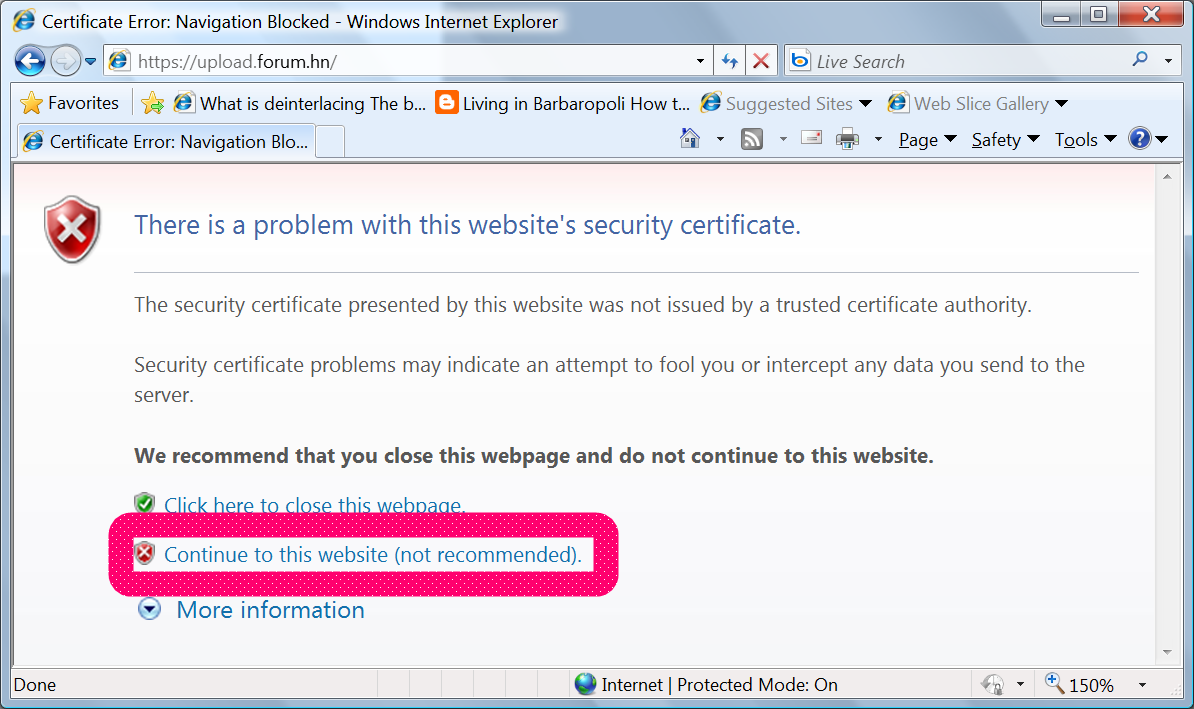 Certificate Error: Navigation Blocked - Windows Internet Explorer
https://upload.forum.hn/
Live Search
Favorites
What is deinterlacing The b...
Living in Barbaropoli How t...
Suggested Sites
Web Slice Gallery
Certificate Error: Navigation Blo...
Page
Safety
Tools
There is a problem with this website's security certificate.
The security certificate presented by this website was not issued by a trusted certificate authority.
Security certificate problems may indicate an attempt to fool you or intercept any data you send to the
server.
We recommend that you close this webpage and do not continue to this website.
Click here to close this webpage.
Continue to this website (not recommended).
More information
Done
Internet | Protected Mode: On
150%